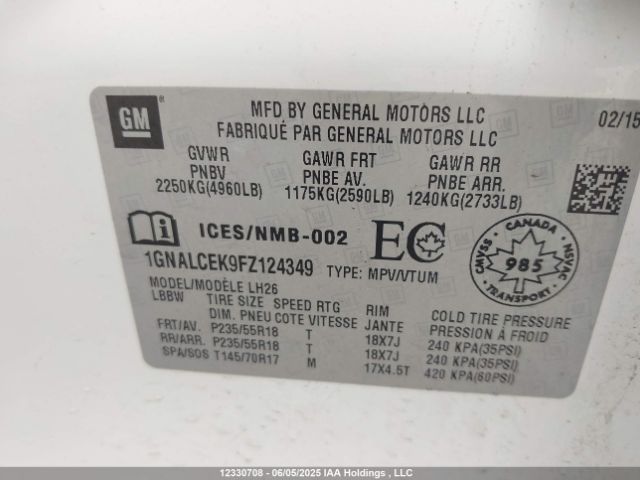 GM ®
MFD BY GENERAL MOTORS LLC
FABRIQUÉ PAR GENERAL MOTORS LLC
02/15
GVWR GAWR FRT GAWR RR
PNBV PNBE AV. PNBE ARR.
2250KG(4960LB) 1175KG(2590LB) 1240KG(2733LB)
ICES/NMB-002 EC
1GNALCEK9FZ124349 TYPE: MPV/VTUM
CANADA
CMVSS 985 NSVAC
TRANSPORT
MODEL/MODÈLE LH26
LBBW TIRE SIZE SPEED RTG RIM COLD TIRE PRESSURE
DIM. PNEU COTE VITESSE JANTE PRESSION À FROID
FRT/AV. P235/55R18 T 18X7J 240 KPA(35PSI)
RR/ARR. P235/55R18 T 18X7J 240 KPA(35PSI)
SPA/SOS T145/70R17 M 17X4.5T 420 KPA(60PSI)
12330708 - 06/05/2025 IAA Holdings , LLC